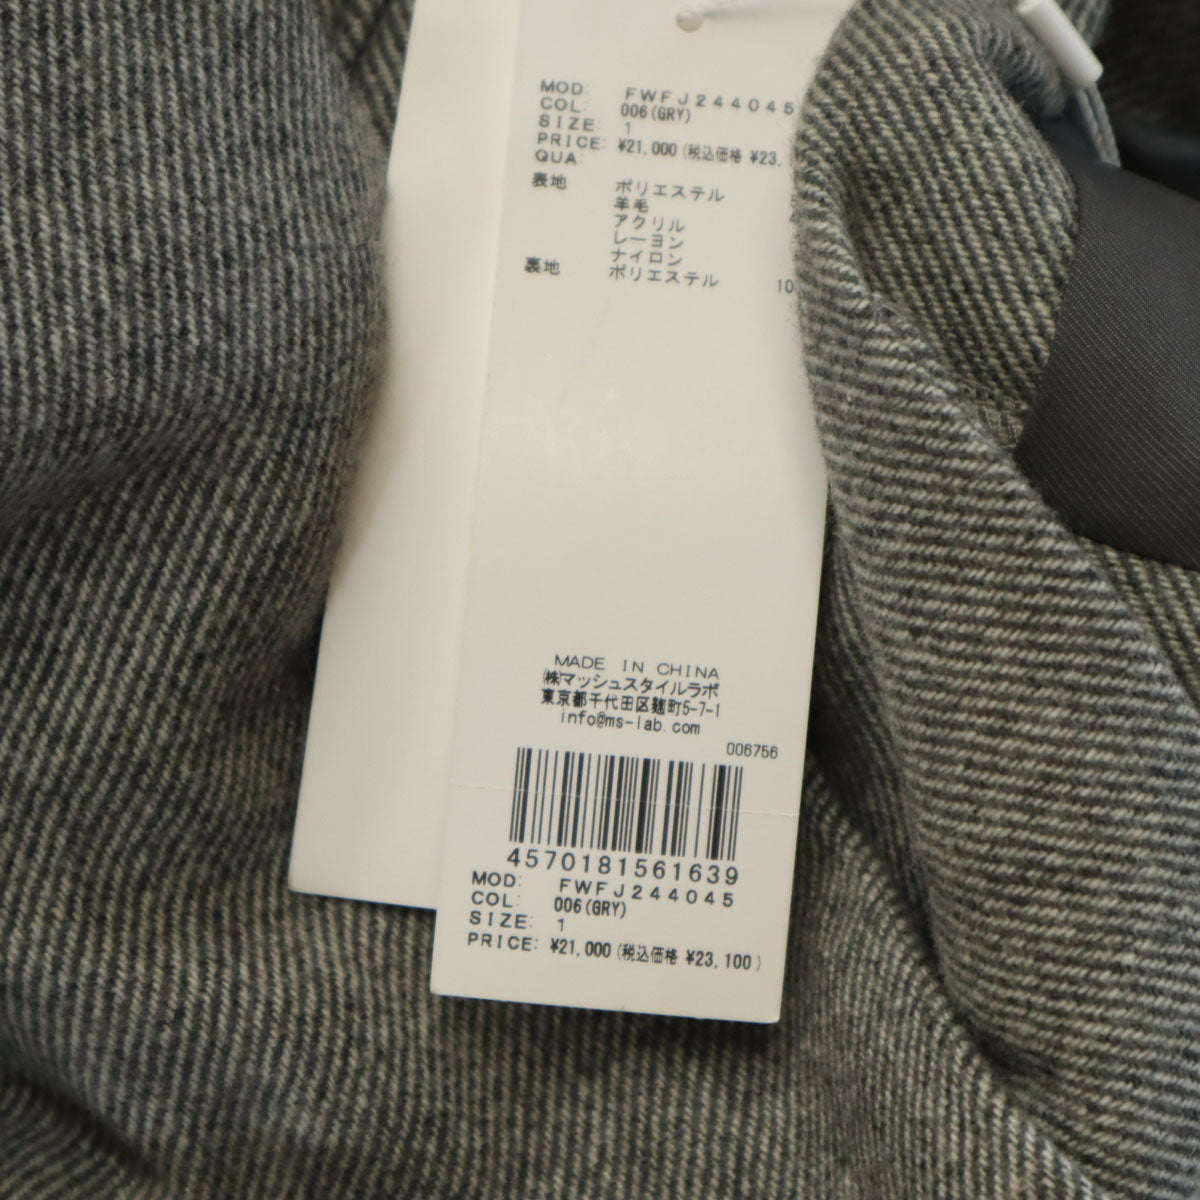 MOD: FWFJ244045
COL: 006(GRY)
SIZE: 1
PRICE: ¥21,000 (税込価格 ¥23,
QUA:
表地 ポリエステル
羊毛
アクリル
レーヨン
ナイロン
裏地 ポリエステル 10
MADE IN CHINA
㈱マッシュスタイルラボ
東京都千代田区麹町5-7-1
info@ms-lab.com
006756
4570181561639
MOD: FWFJ244045
COL: 006(GRY)
SIZE: 1
PRICE: ¥21,000 (税込価格 ¥23,100)